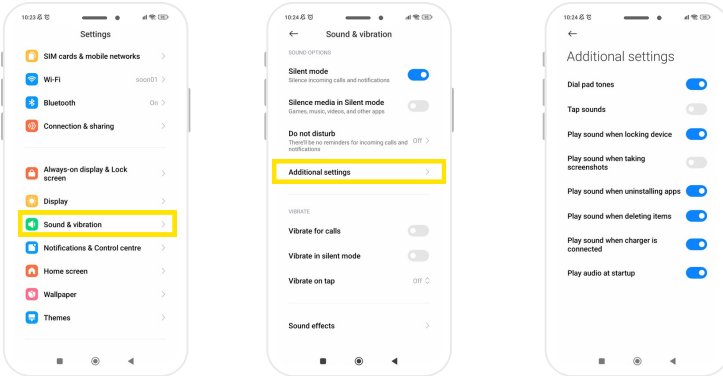 10:23
Settings
SIM cards & mobile networks
Wi-Fi soon01
Bluetooth On
Connection & sharing
Always-on display & Lock
screen
Display
Sound & vibration
Notifications & Control centre
Home screen
Wallpaper
Themes
10:24
Sound & vibration
SOUND OPTIONS
Silent mode
Silence incoming calls and notifications
Silence media in Silent mode
Games, music, videos, and other apps
Do not disturb
There'll be no reminders for incoming calls and Off
notifications
Additional settings
VIBRATE
Vibrate for calls
Vibrate in silent mode
Vibrate on tap Off
Sound effects
10:24
Additional settings
Dial pad tones
Tap sounds
Play sound when locking device
Play sound when taking
screenshots
Play sound when uninstalling apps
Play sound when deleting items
Play sound when charger is
connected
Play audio at startup